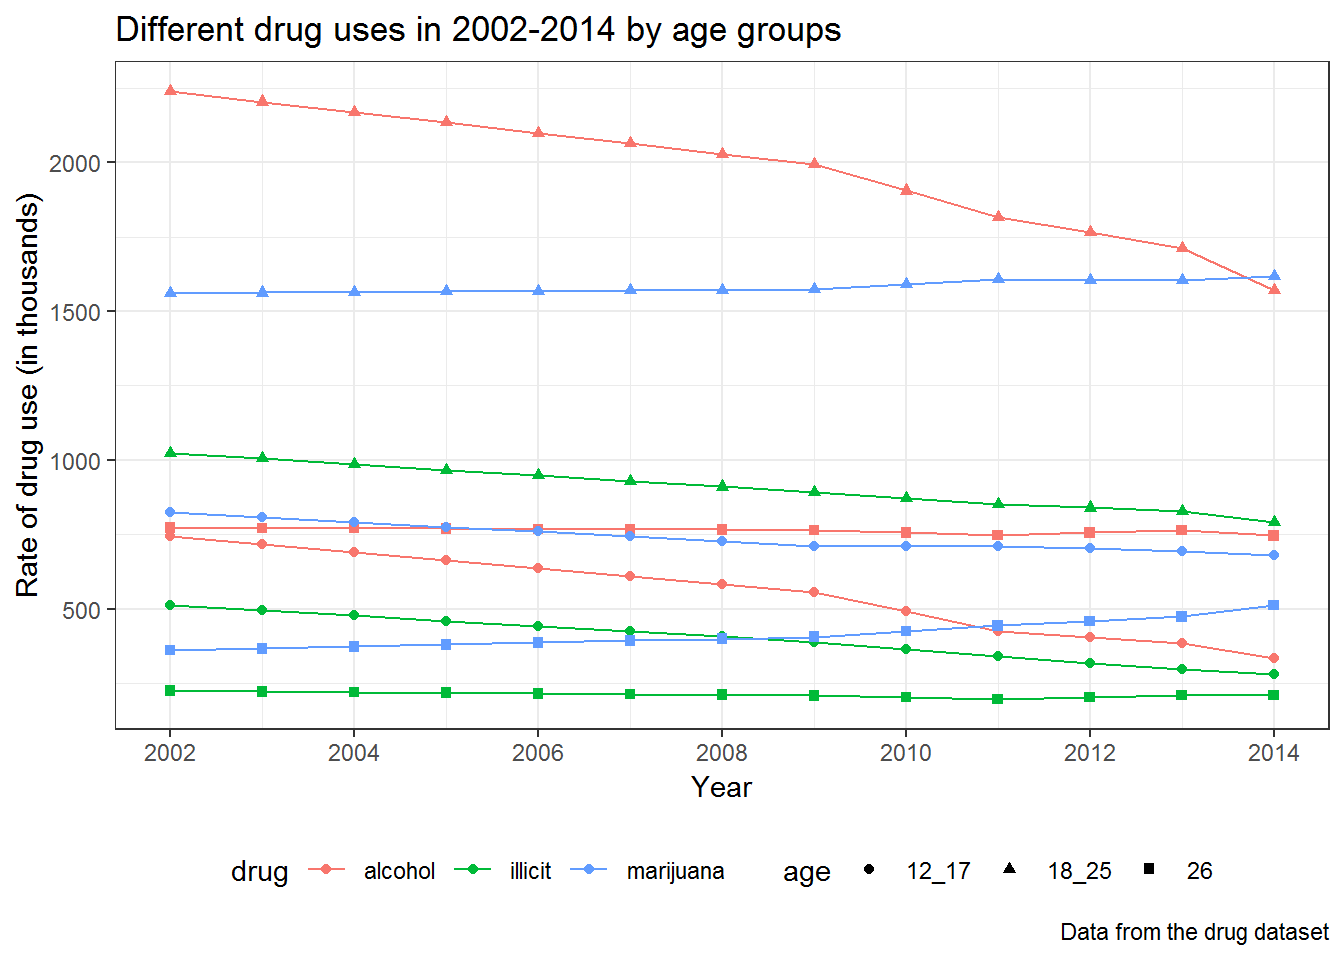 Different drug uses in 2002-2014 by age groups
Rate of drug use (in thousands)
2000
1500
1000
500
2002 2004 2006 2008 2010 2012 2014
Year
drug alcohol illicit marijuana age 12_17 18_25 26
Data from the drug dataset